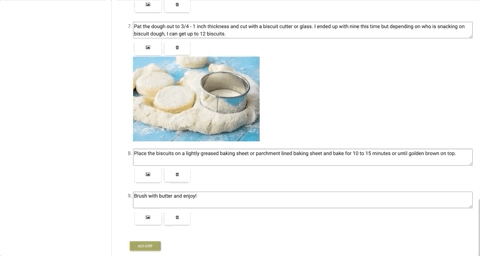 7. Pat the dough out to 3/4 - 1 inch thickness and cut with a biscuit cutter or glass. I ended up with nine this time but depending on who is snacking on
biscuit dough, I can get up to 12 biscuits.
8. Place the biscuits on a lightly greased baking sheet or parchment lined baking sheet and bake for 10 to 15 minutes or until golden brown on top.
9. Brush with butter and enjoy!
ADD STEP